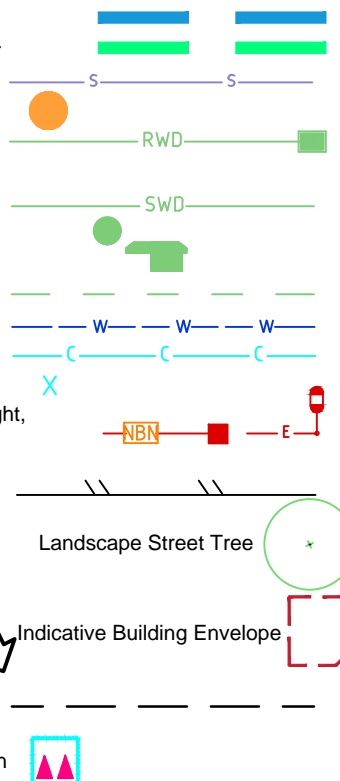 S S
RWD
SWD
W W W
C C C
X
ght,
NBN E
Landscape Street Tree
Indicative Building Envelope
n